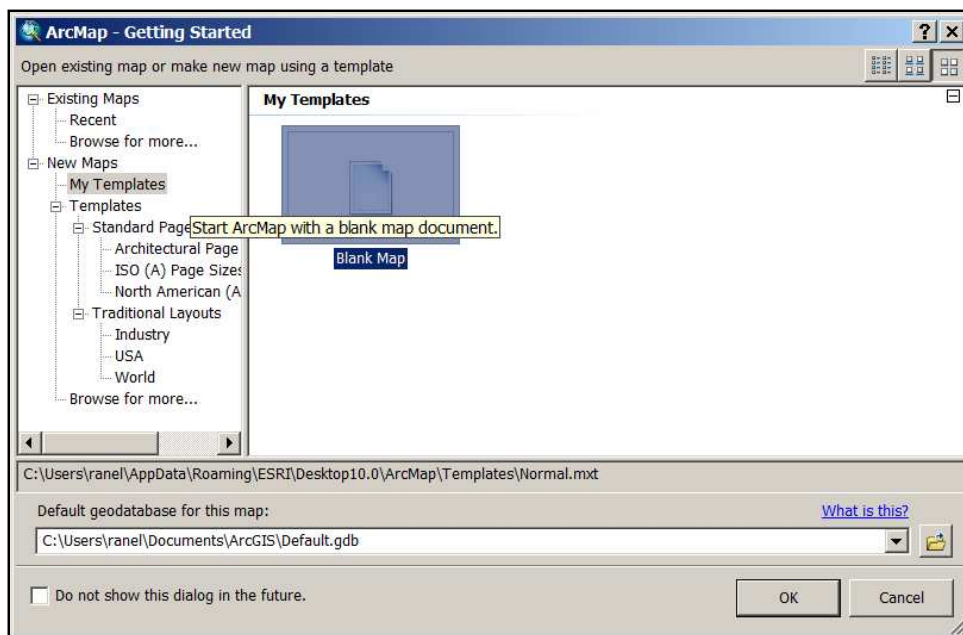 ArcMap - Getting Started
Open existing map or make new map using a template
Existing Maps
Recent
Browse for more...
New Maps
My Templates
Templates
Standard Page
Architectural Page
ISO (A) Page Sizes
North American (A
Traditional Layouts
Industry
USA
World
Browse for more...
My Templates
Start ArcMap with a blank map document.
Blank Map
C:\Users\ranel\AppData\Roaming\ESRI\Desktop10.0\ArcMap\Templates\Normal.mxt
Default geodatabase for this map:
What is this?
C:\Users\ranel\Documents\ArcGIS\Default.gdb
Do not show this dialog in the future.
OK
Cancel